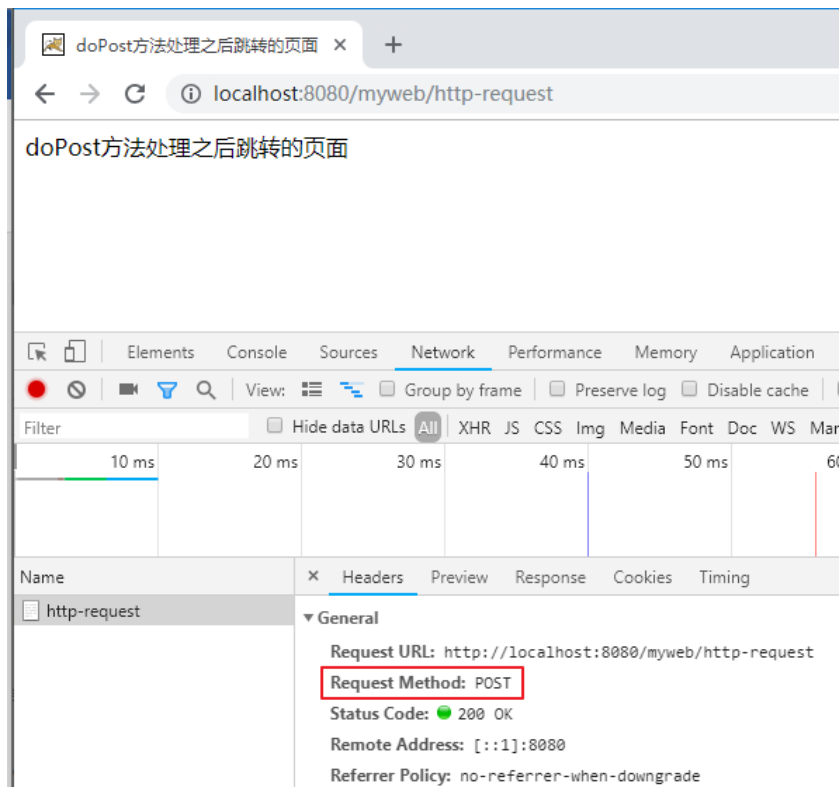 doPost方法处理之后跳转的页面
localhost:8080/myweb/http-request
doPost方法处理之后跳转的页面
Elements Console Sources Network Performance Memory Application
View: Group by frame Preserve log Disable cache
Filter Hide data URLs All XHR JS CSS Img Media Font Doc WS Man
10 ms 20 ms 30 ms 40 ms 50 ms
Name × Headers Preview Response Cookies Timing
http-request
General
Request URL: http://localhost:8080/myweb/http-request
Request Method: POST
Status Code: 200 OK
Remote Address: [::1]:8080
Referrer Policy: no-referrer-when-downgrade